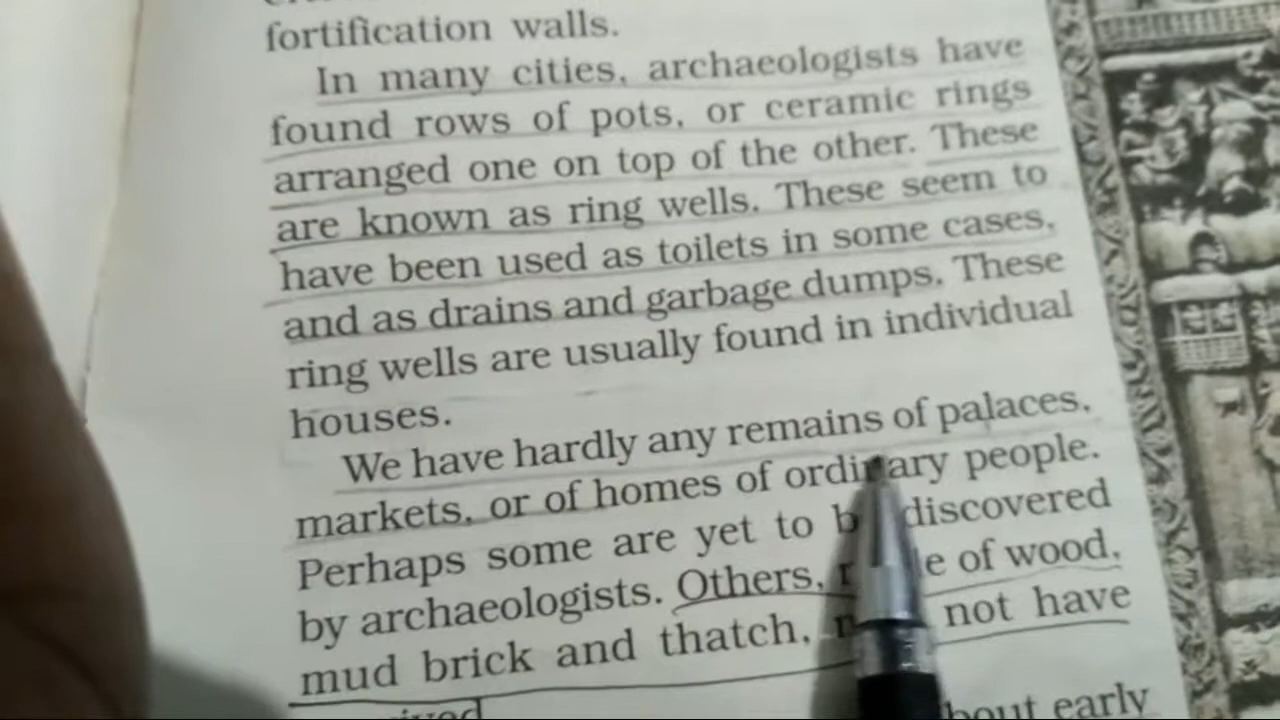 fortification walls.
In many cities, archaeologists have
found rows of pots, or ceramic rings
arranged one on top of the other. These
are known as ring wells. These seem to
have been used as toilets in some cases,
and as drains and garbage dumps. These
ring wells are usually found in individual
houses.
We have hardly any remains of palaces,
markets, or of homes of ordinary people.
Perhaps some are yet to discovered
by archaeologists. Others, of wood,
mud brick and thatch, not have
early